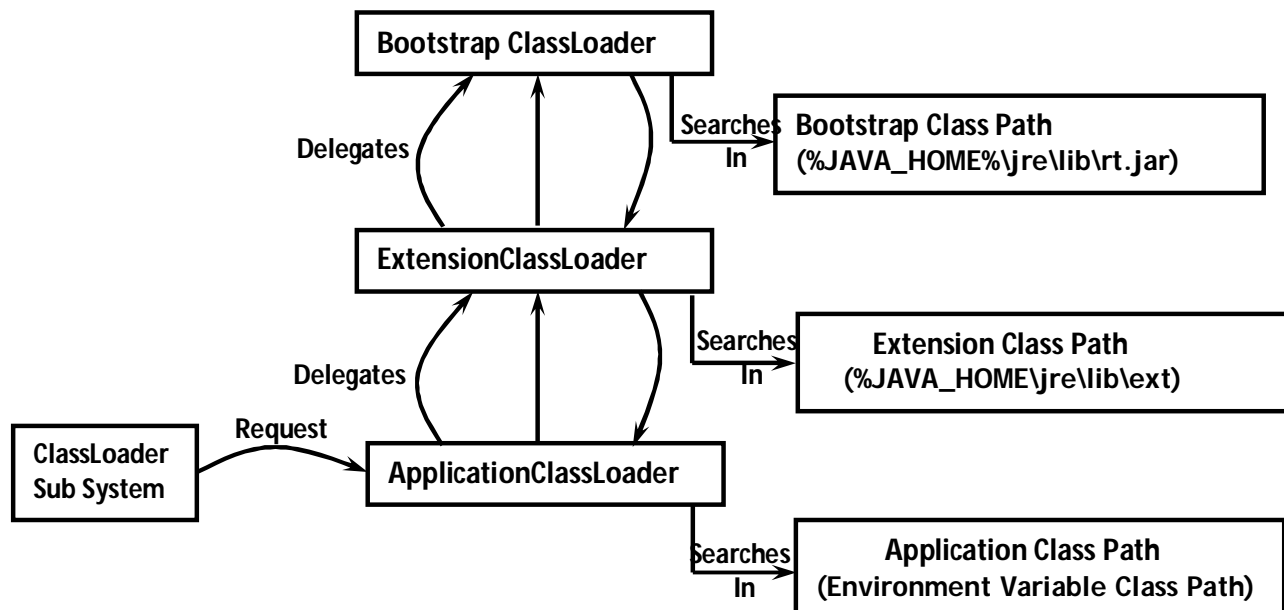 Bootstrap ClassLoader
Delegates
Searches
In
Bootstrap Class Path
(%JAVA_HOME%\jre\lib\rt.jar)
ExtensionClassLoader
Delegates
Searches
In
Extension Class Path
(%JAVA_HOME\jre\lib\ext)
Request
ClassLoader
Sub System
ApplicationClassLoader
Searches
In
Application Class Path
(Environment Variable Class Path)